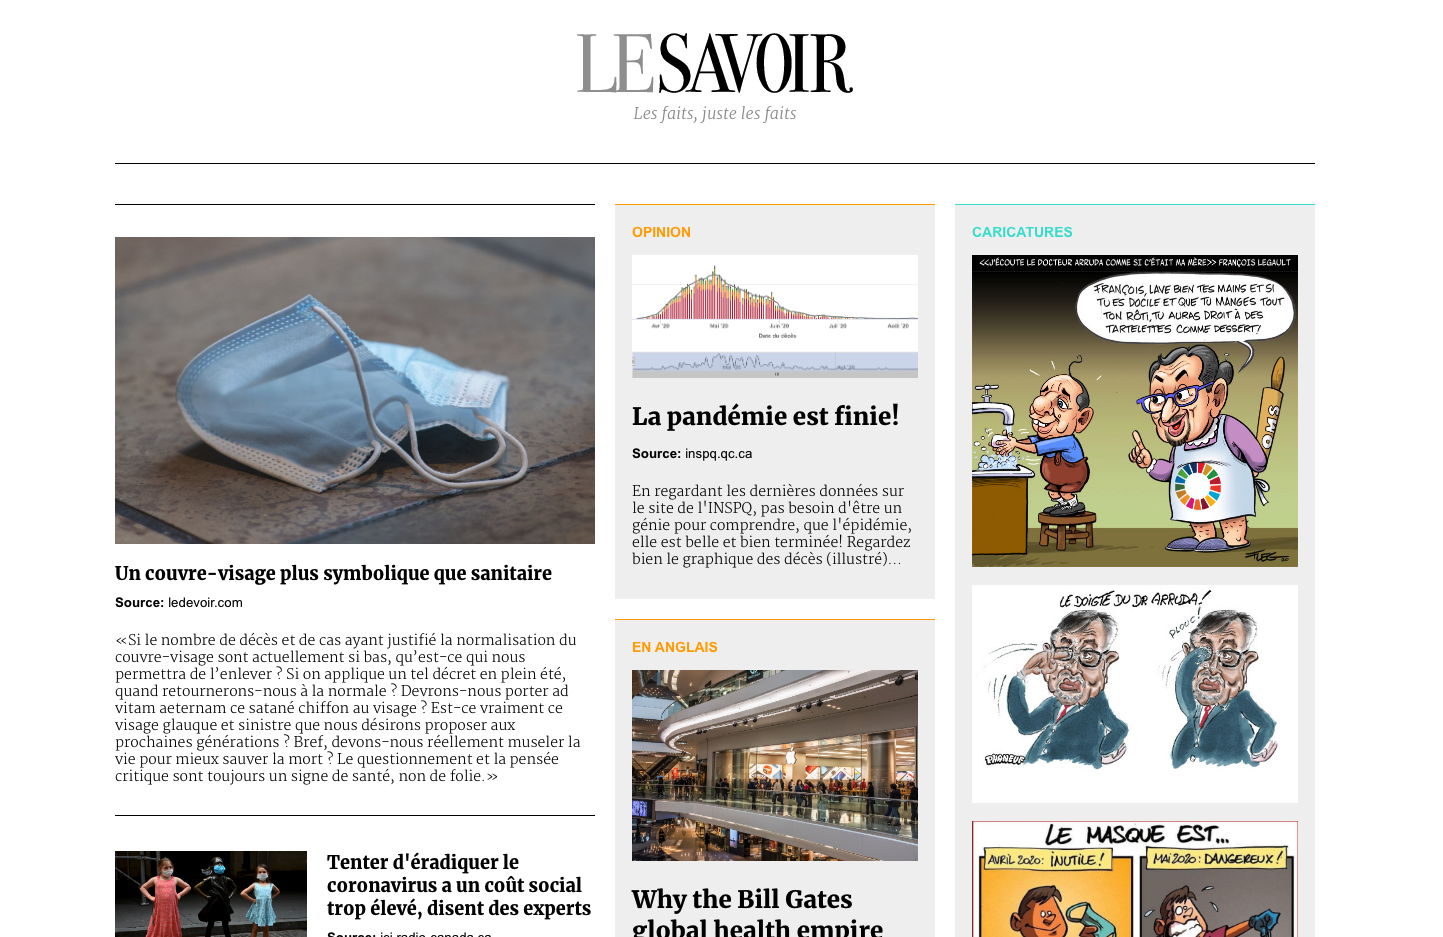 LE SAVOIR
Les faits, juste les faits
Un couvre-visage plus symbolique que sanitaire
Source: ledevoir.com
«Si le nombre de décès et de cas ayant justifié la normalisation du
couvre-visage sont actuellement si bas, qu’est-ce qui nous
permettra de l’enlever ? Si on applique un tel décret en plein été,
quand retournerons-nous à la normale ? Devrons-nous porter ad
vitam aeternam ce satané chiffon au visage ? Est-ce vraiment ce
visage glauque et sinistre que nous désirons proposer aux
prochaines générations ? Bref, devons-nous réellement museler la
vie pour mieux sauver la mort ? Le questionnement et la pensée
critique sont toujours un signe de santé, non de folie.»
Tenter d'éradiquer le
coronavirus a un coût social
trop élevé, disent des experts
Source: ici.radio-canada.ca
OPINION
Avr '20 Mai '20 Juin '20 Juil '20 Août '20
Date du décès
La pandémie est finie!
Source: inspq.qc.ca
En regardant les dernières données sur
le site de l'INSPQ, pas besoin d'être un
génie pour comprendre, que l'épidémie,
elle est belle et bien terminée! Regardez
bien le graphique des décès (illustré)...
EN ANGLAIS
Why the Bill Gates
global health empire
CARICATURES
<<J'ÉCOUTE LE DOCTEUR ARRUDA COMME SI C'ÉTAIT MA MÈRE>> FRANÇOIS LEGAULT
FRANÇOIS, LAVE BIEN TES MAINS ET SI
TU ES DOCILE ET QUE TU MANGES TOUT
TON RÔTI, TU AURAS DROIT À DES
TARTELETTES COMME DESSERT!
OMS
FLEG
LE DOIGTÉ DU DR ARRUDA!
PLOUC!
PHANEUF
LE MASQUE EST...
AVRIL 2020: INUTILE!
MAI 2020: DANGEREUX!